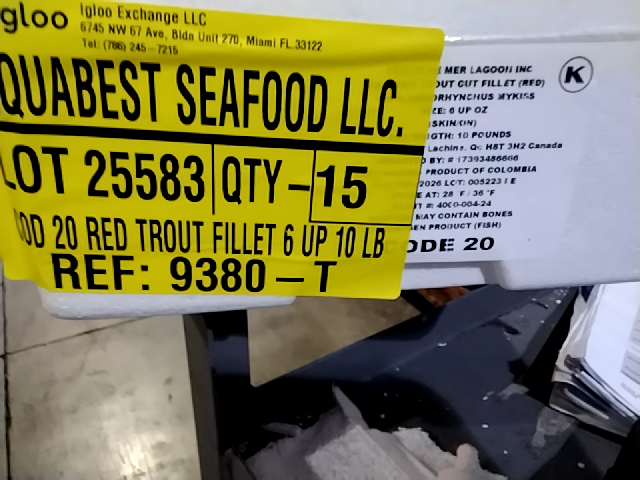 gloo
Igloo Exchange LLC
6745 NW 67 Ave, Bldn Unit 270, Miami FL.33122
Tel: (786) 245-7215
QUABEST SEAFOOD LLC.
LOT 25583 QTY-15
OD 20 RED TROUT FILLET 6 UP 10 LB
REF: 9380-T
MER LAGOON INC
K
OUT CUT FILLET (RED)
ORHYNCHUS MYKISS
ZE: 6 UP OZ
(SKIN/ON)
GTH: 10 POUNDS
Lachine, Qc H8T 3H2 Canada
D BY: # 17393486606
PRODUCT OF COLOMBIA
2026 LOT:
E AT: 28 °F / 36 °F
#: 4000-004-24
MAY CONTAIN BONES
EN PRODUCT (FISH)
ODE 20